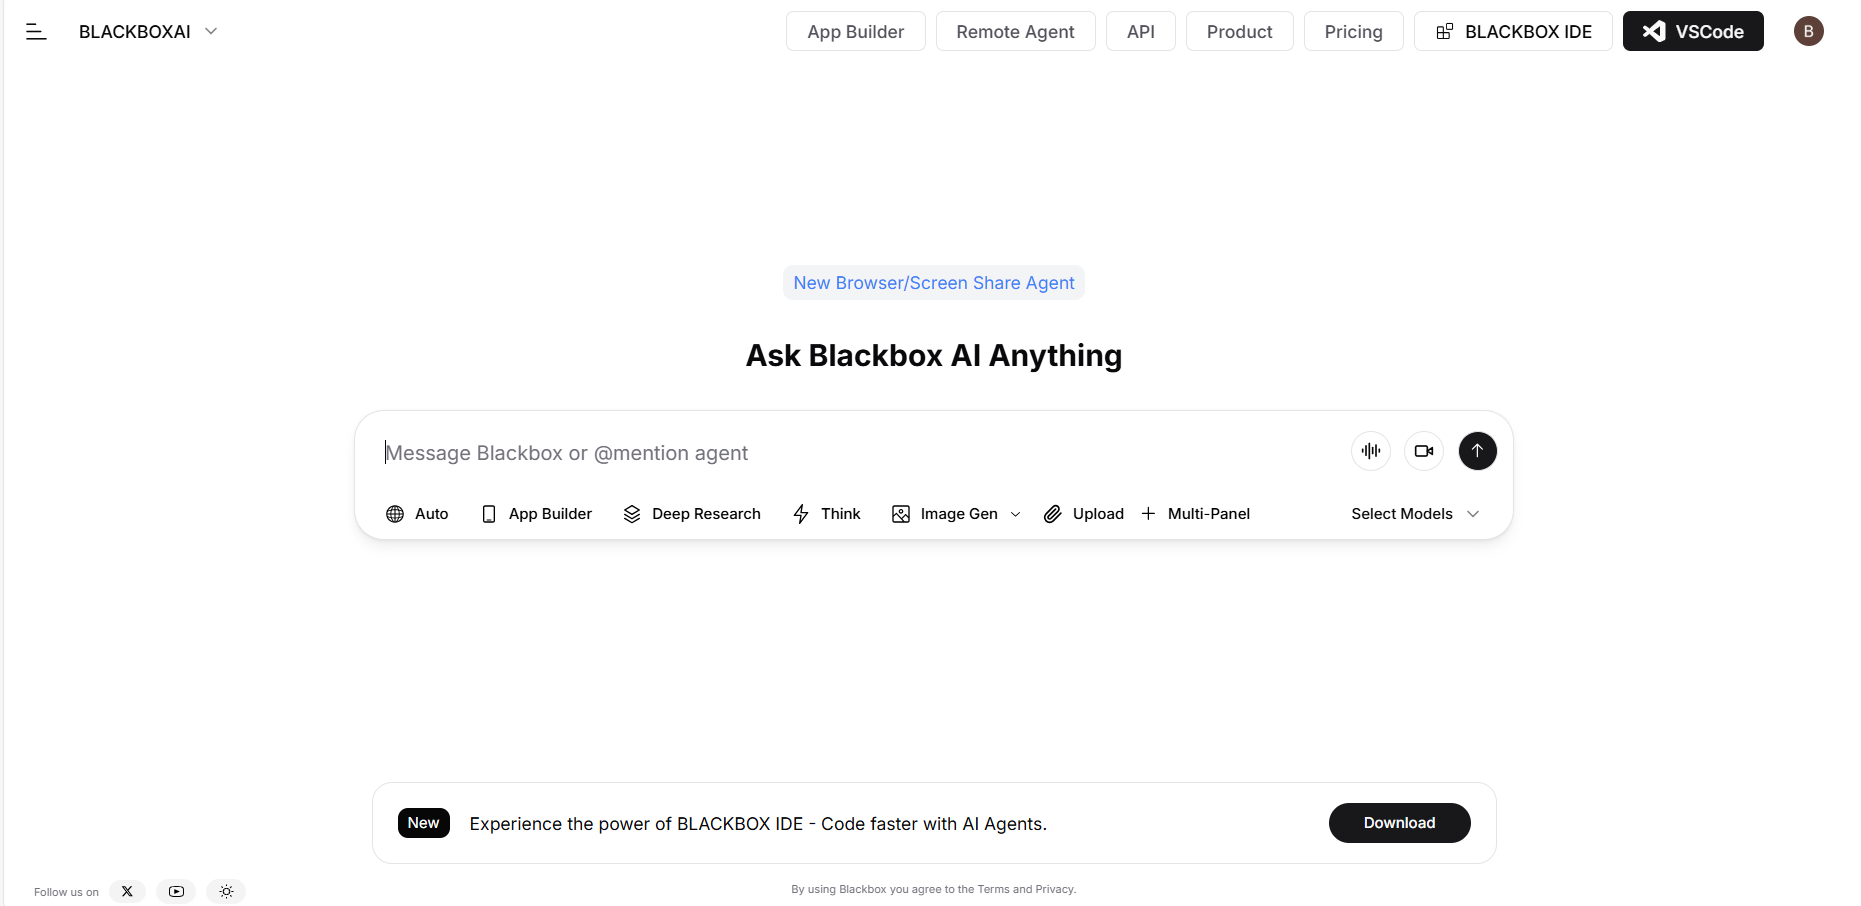 BLACKBOXAI App Builder Remote Agent API Product Pricing BLACKBOX IDE VSCode B
New Browser/Screen Share Agent
Ask Blackbox AI Anything
Message Blackbox or @mention agent
Auto App Builder Deep Research Think Image Gen Upload Multi-Panel Select Models
New Experience the power of BLACKBOX IDE - Code faster with AI Agents. Download
Follow us on By using Blackbox you agree to the Terms and Privacy.